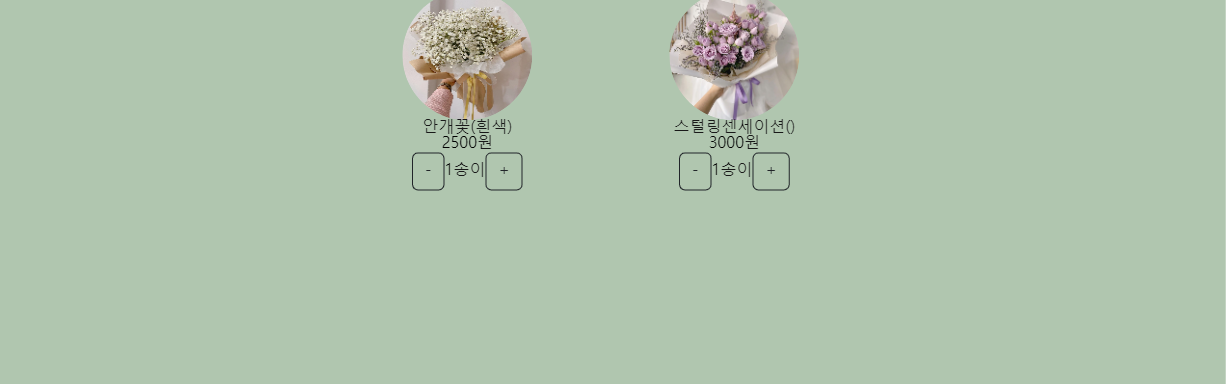 안개꽃(흰색)
2500원
- 1송이 +
스털링센세이션()
3000원
- 1송이 +